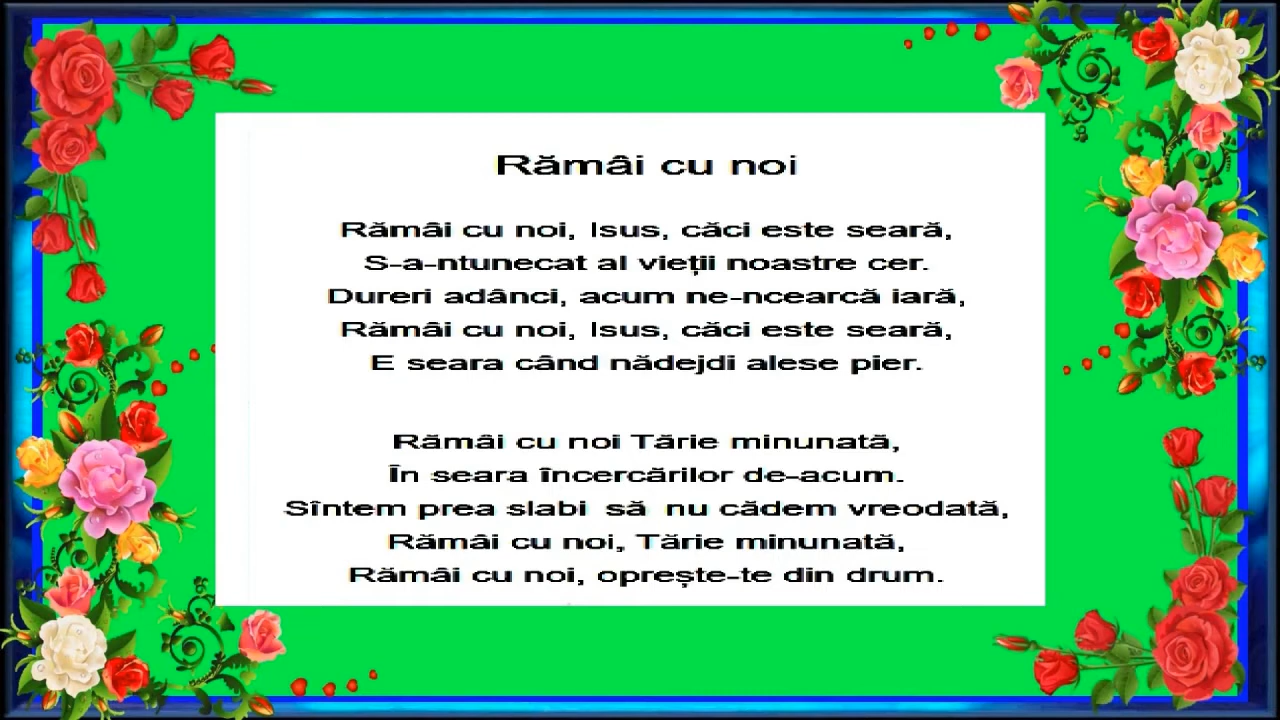 Rămâi cu noi
Rămâi cu noi, Isus, căci este seară,
S-a-ntunecat al vieții noastre cer.
Dureri adânci, acum ne-ncearcă iară,
Rămâi cu noi, Isus, căci este seară,
E seara când nădejdi alese pier.
Rămâi cu noi Tărie minunată,
În seara încercărilor de-acum.
Sîntem prea slabi să nu cădem vreodată,
Rămâi cu noi, Tărie minunată,
Rămâi cu noi, oprește-te din drum.